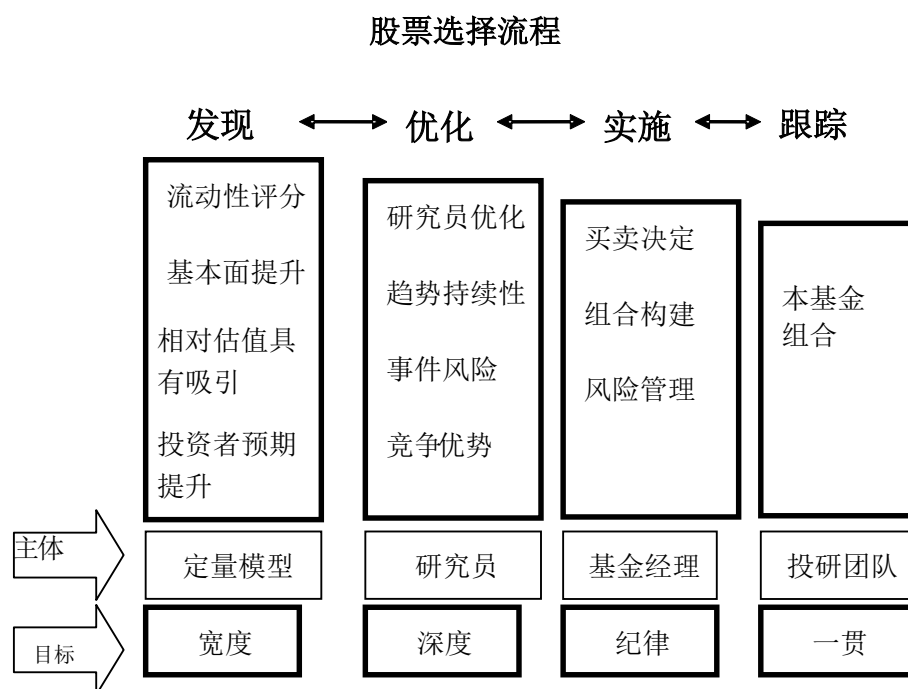 股票选择流程
发现
优化
实施
跟踪
流动性评分
基本面提升
相对估值具
有吸引
投资者预期
提升
研究员优化
趋势持续性
事件风险
竞争优势
买卖决定
组合构建
风险管理
本基金
组合
主体
定量模型
研究员
基金经理
投研团队
目标
宽度
深度
纪律
一贯